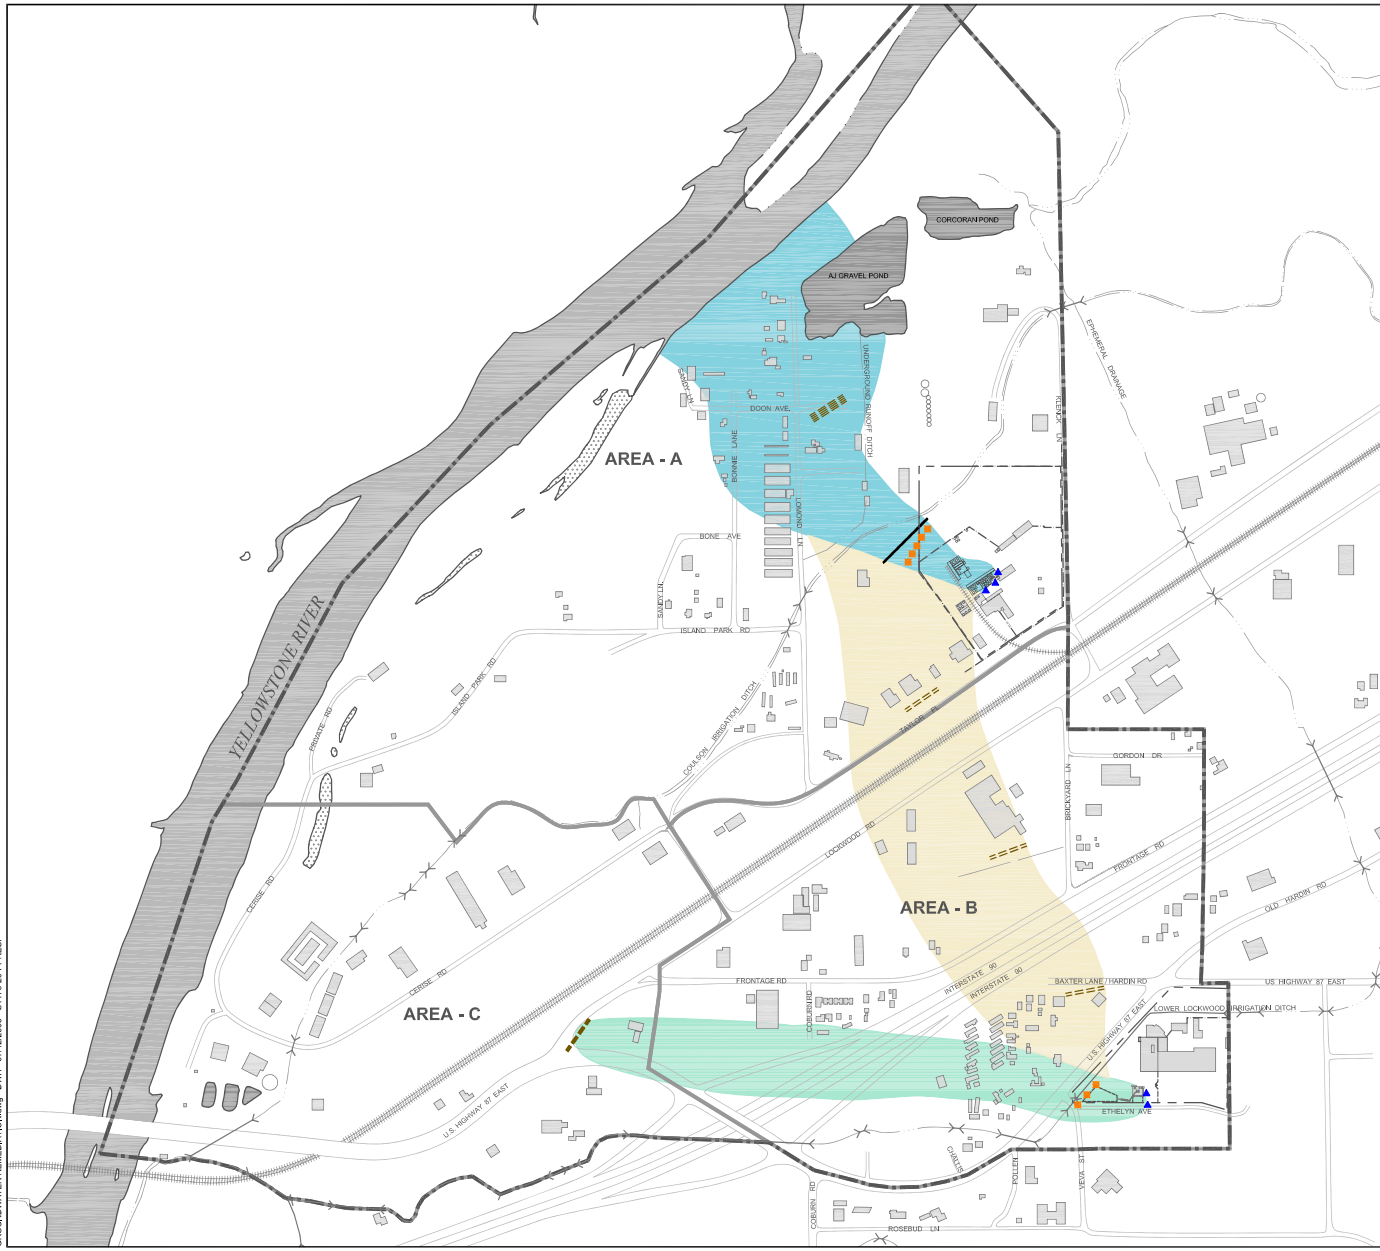 CORCORAN POND
AJ GRAVEL POND
EPHEMERAL DRAINAGE
UNDERGROUND RUNOFF DITCH
SANDY LN
DOON AVE.
KLENCK LN
BONNIE LANE
AREA - A
LOMOND LN
BONE AVE
SANDY LN.
ISLAND PARK RD
YELLOWSTONE RIVER
ISLAND PARK RD
PRIVATE RD
COULSON IRRIGATION DITCH
TAYLOR PL
GORDON DR
BRICKYARD LN
LOCKWOOD RD
FRONTAGE RD
CERISE RD
OLD HARDIN RD
AREA - B
INTERSTATE 90
INTERSTATE 90
FRONTAGE RD
BAXTER LANE / HARDIN RD
US HIGHWAY 87 EAST
CERISE RD
COBURN RD
LOWER LOCKWOOD IRRIGATION DITCH
AREA - C
U.S. HIGHWAY 87 EAST
U.S. HIGHWAY 87 EAST
ETHELYN AVE
CHALLIS
POLLEN
VEVA ST
COBURN RD
ROSEBUD LN